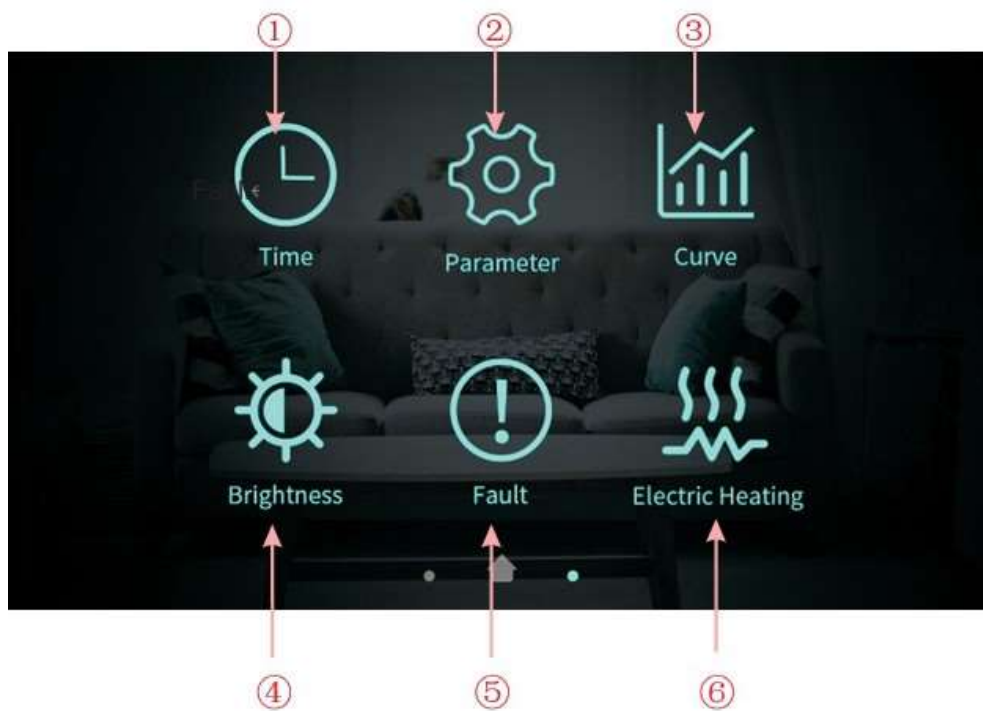 ① ② ③
Time Parameter Curve
Brightness Fault Electric Heating
④ ⑤ ⑥